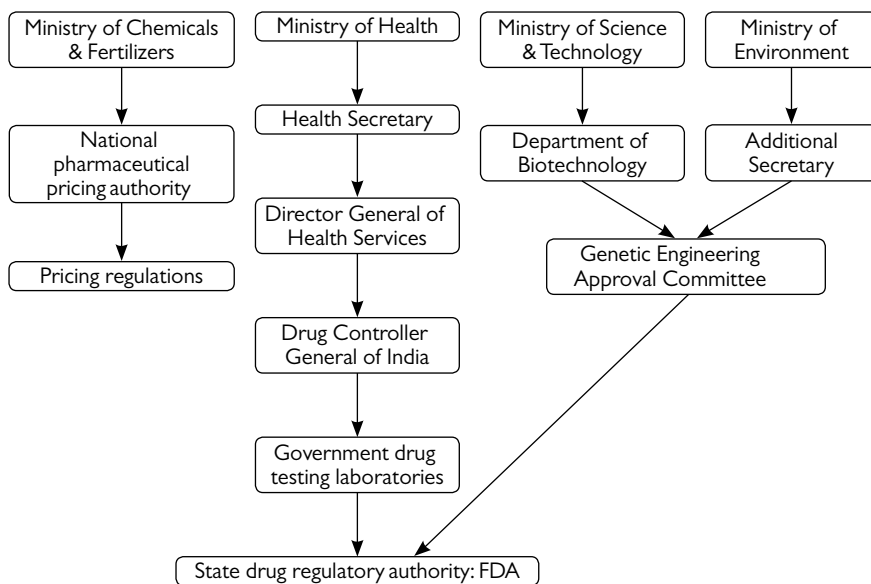 Ministry of Chemicals
& Fertilizers
National
pharmaceutical
pricing authority
Pricing regulations
Ministry of Health
Health Secretary
Director General of
Health Services
Drug Controller
General of India
Government drug
testing laboratories
Ministry of Science
& Technology
Department of
Biotechnology
Ministry of
Environment
Additional
Secretary
Genetic Engineering
Approval Committee
State drug regulatory authority: FDA